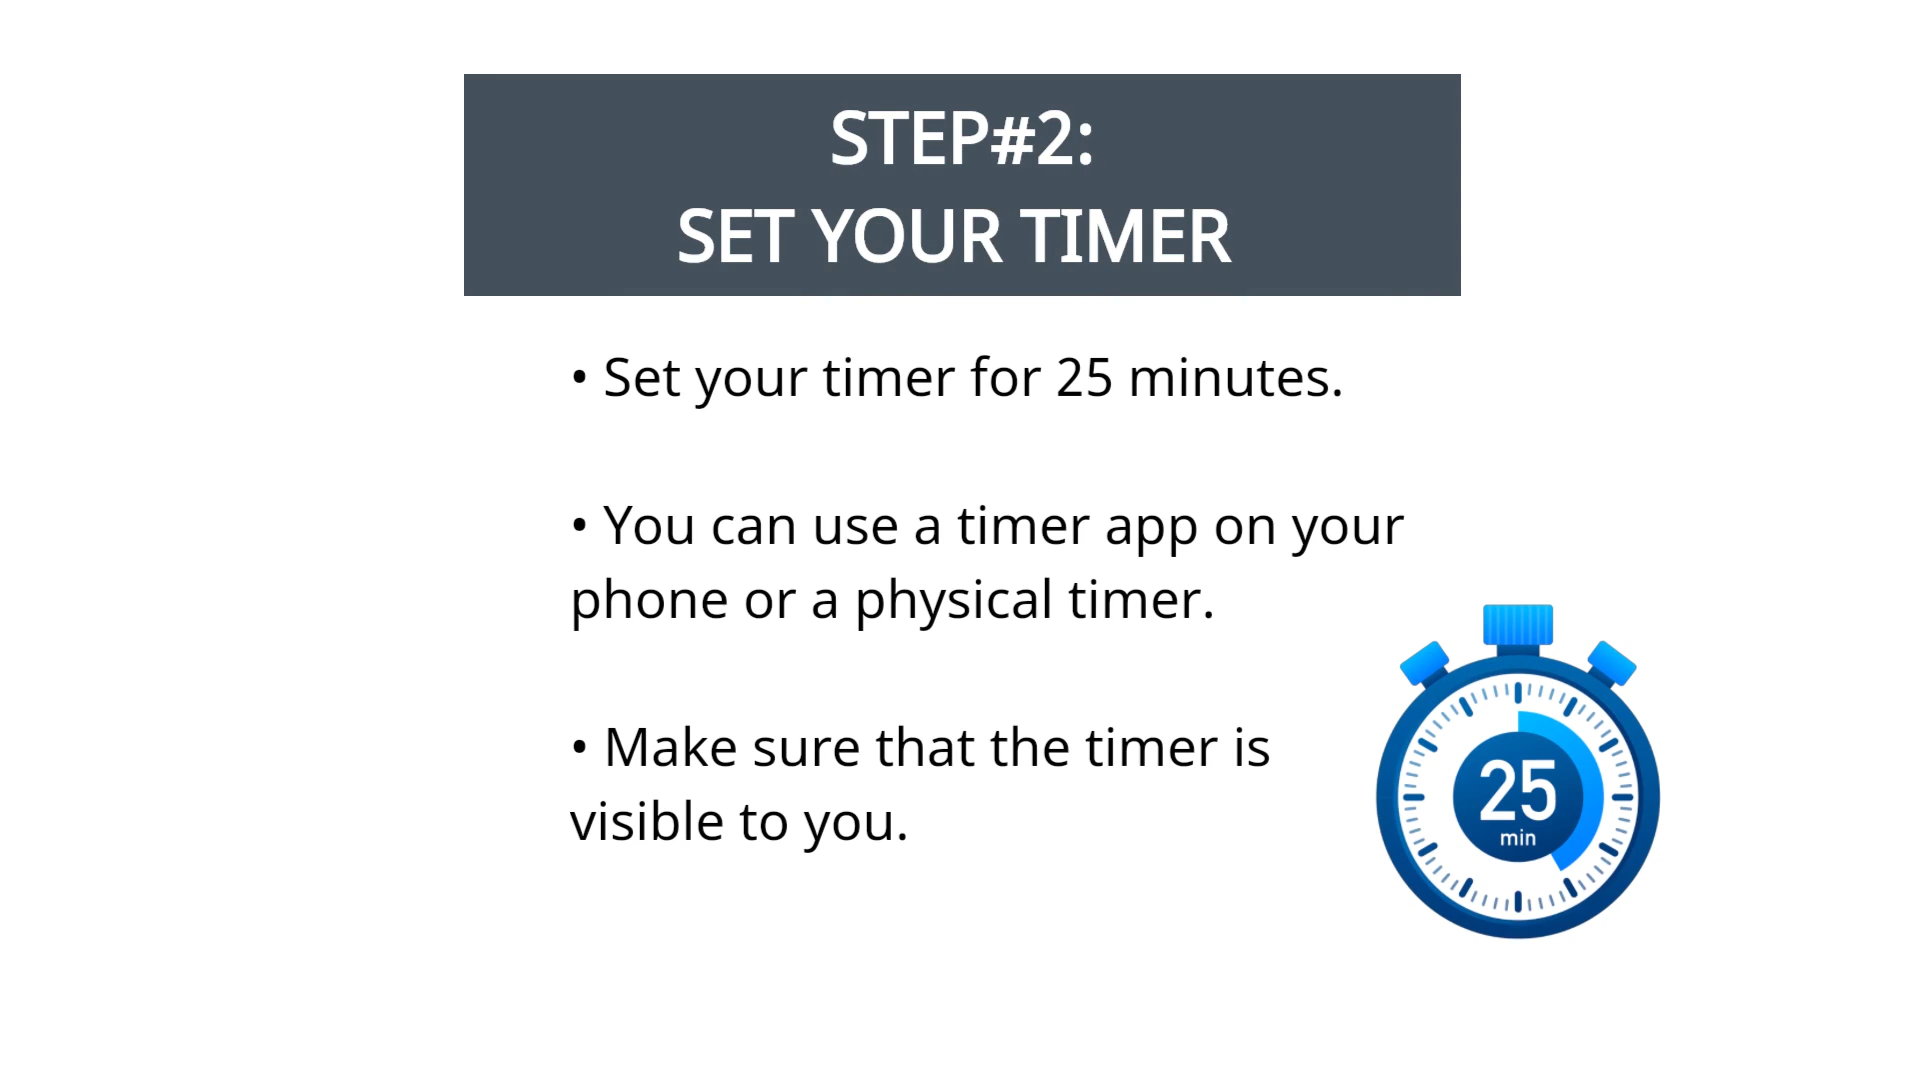 STEP#2:
SET YOUR TIMER
• Set your timer for 25 minutes.
• You can use a timer app on your
phone or a physical timer.
• Make sure that the timer is
visible to you.
25
min